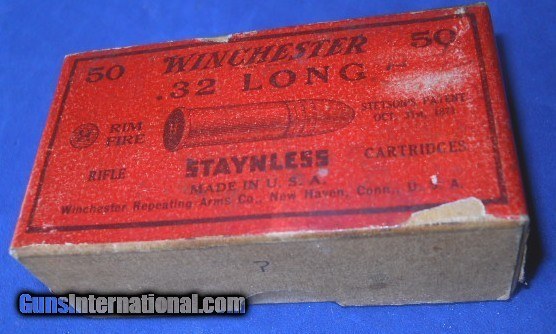 50 WINCHESTER 50
.32 LONG
STETSON'S PATENT
OCT. 31st, 1871
RIM
FIRE
STAYNLESS
CARTRIDGES
RIFLE
MADE IN U.S.A.
Winchester Repeating Arms Co., New Haven, Conn., U.S.A.
?
GunsInternational.com